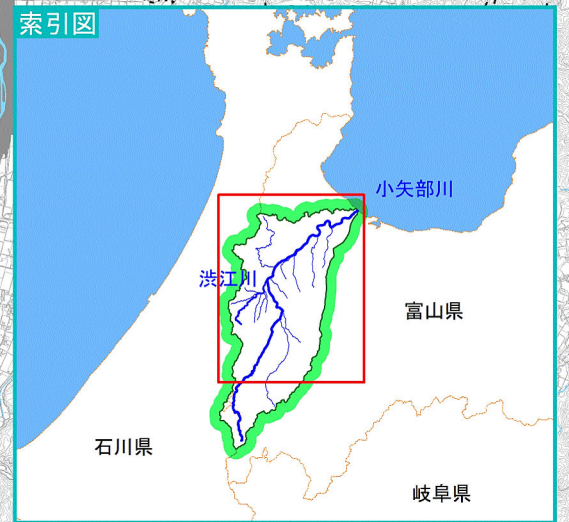 索引図
小矢部川
渋江川
富山県
石川県
岐阜県